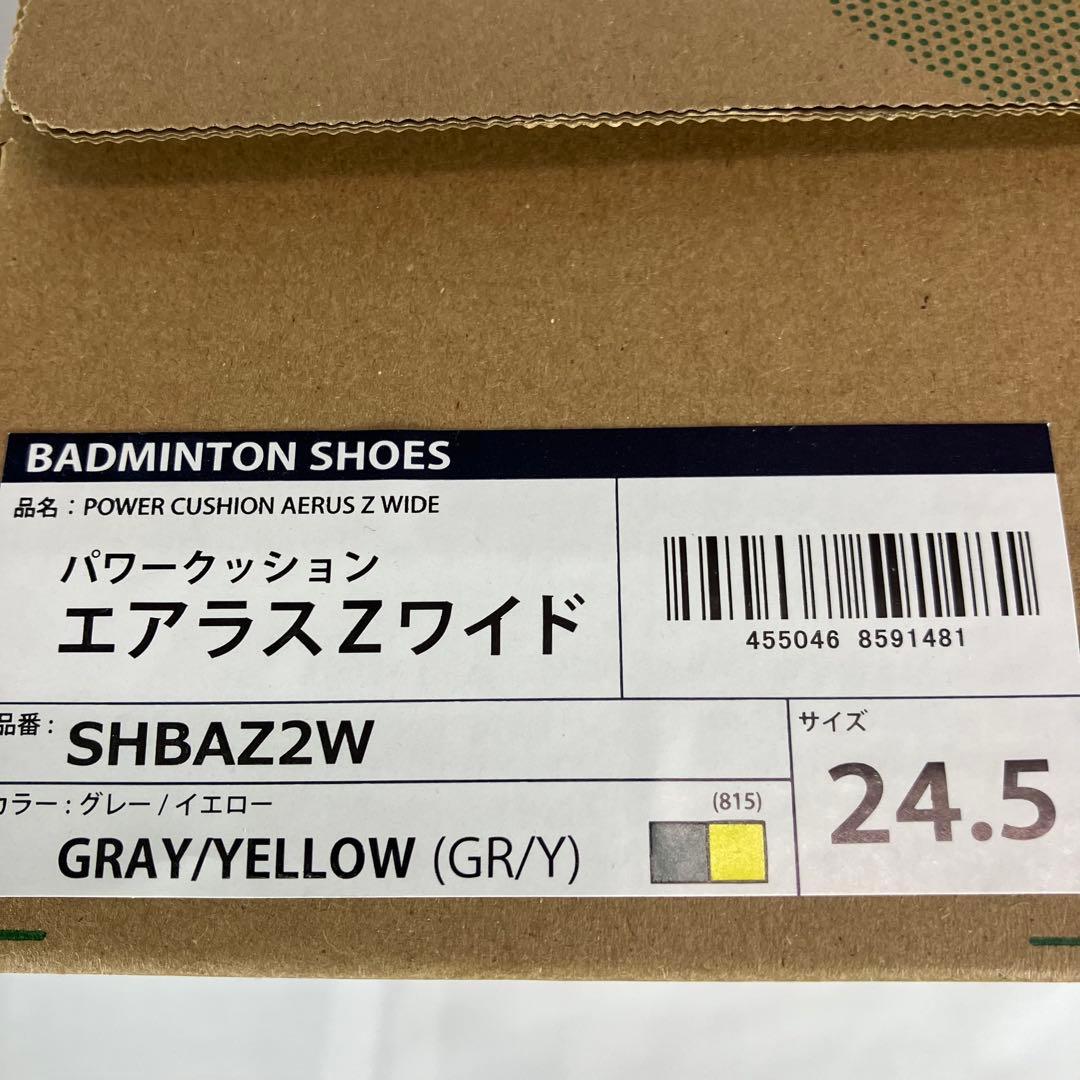 BADMINTON SHOES
品名：POWER CUSHION AERUS Z WIDE
パワークッション
エアラスZワイド
455046 8591481
品番：SHBAZ2W
サイズ
24.5
カラー：グレー / イエロー
(815)
GRAY/YELLOW (GR/Y)